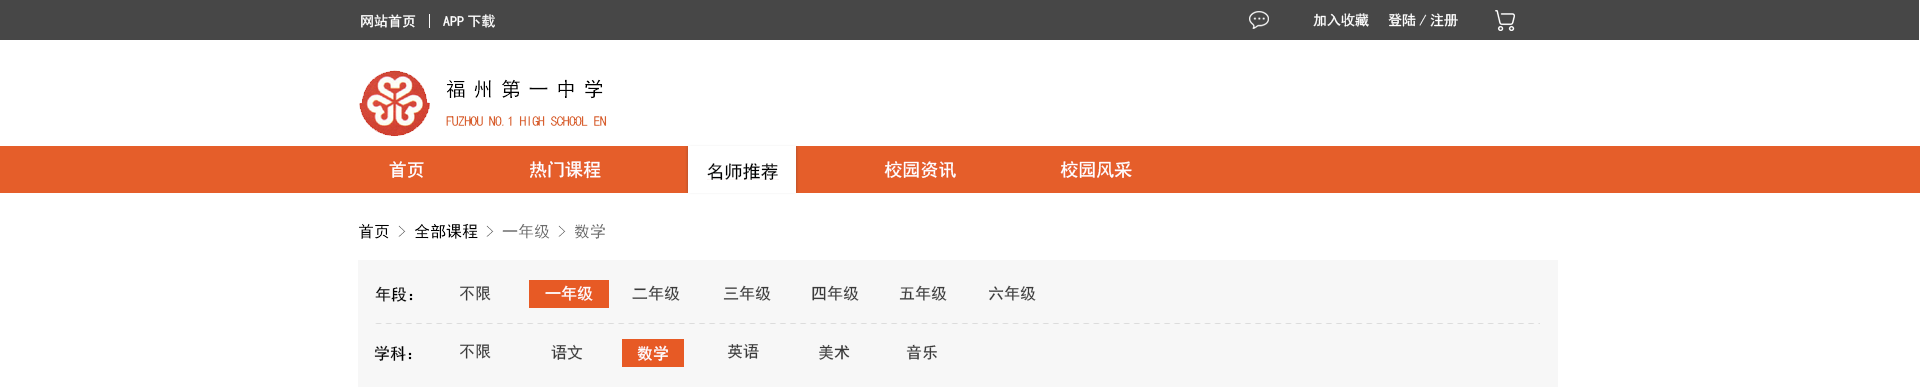 网站首页 | APP 下载 加入收藏 登陆 / 注册
福州第一中学
FUZHOU NO.1 HIGH SCHOOL EN
首页 热门课程 名师推荐 校园资讯 校园风采
首页 > 全部课程 > 一年级 > 数学
年段： 不限 一年级 二年级 三年级 四年级 五年级 六年级
学科： 不限 语文 数学 英语 美术 音乐